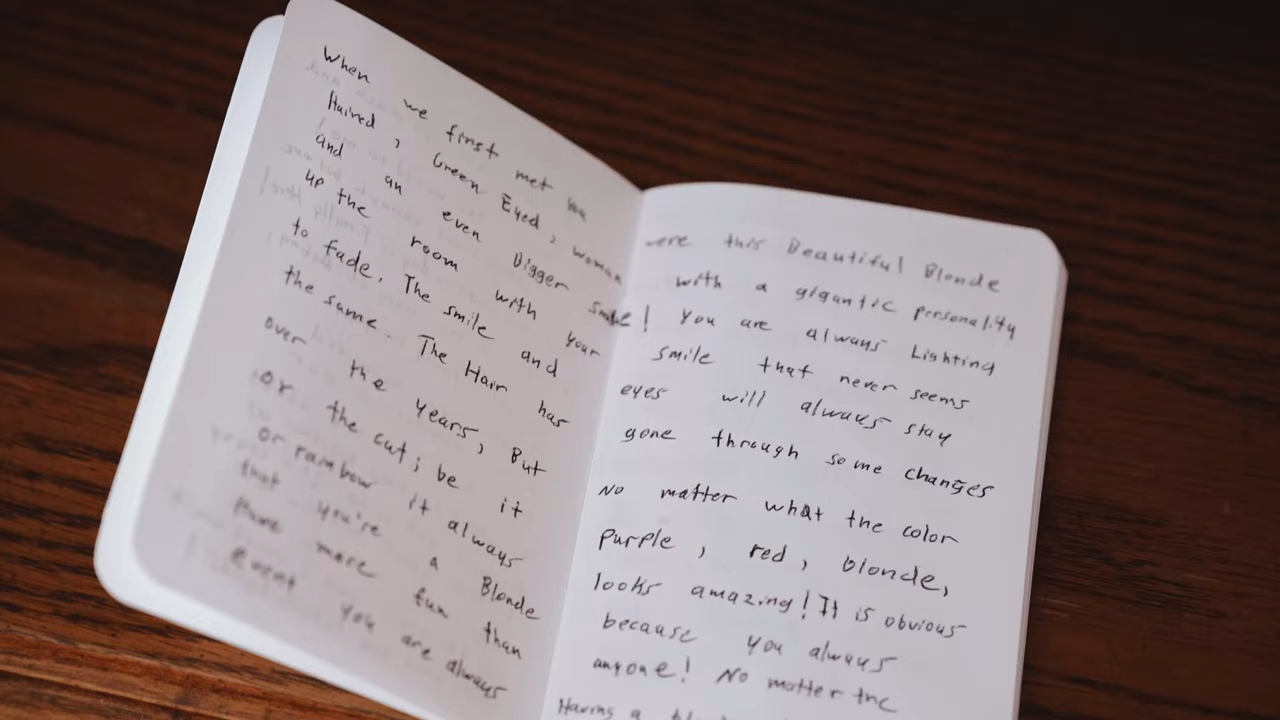 When we first met you were this Beautiful Blonde
Haired, Green Eyed, woman with a gigantic personality
and an even Bigger smile! You are always Lighting
up the room with your smile that never seems
to fade. The smile and eyes will always stay
the same. The Hair has gone through some changes
over the years, But No matter what the color
or the cut; be it purple, red, blonde,
or rainbow it always looks amazing! It is obvious
that you're a Blonde because you always
Have more fun than anyone! No matter the
event you are always Having a